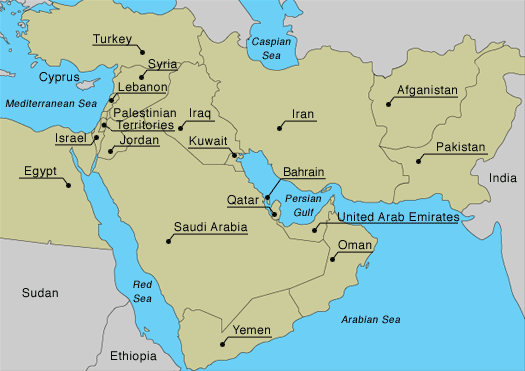 Turkey
Caspian
Sea
Syria
Cyprus
Lebanon
Afganistan
Mediterranean Sea
Palestinian
Territories
Iraq
Iran
Israel
Jordan
Kuwait
Pakistan
Egypt
Bahrain
India
Qatar
Persian
Gulf
United Arab Emirates
Saudi Arabia
Oman
Red
Sea
Sudan
Arabian Sea
Yemen
Ethiopia